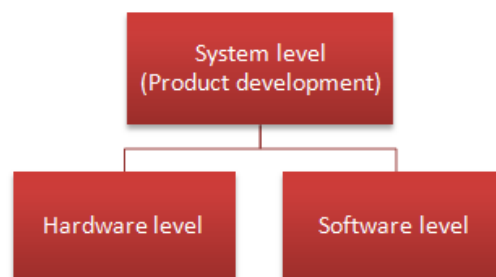 System level
(Product development)
Hardware level
Software level